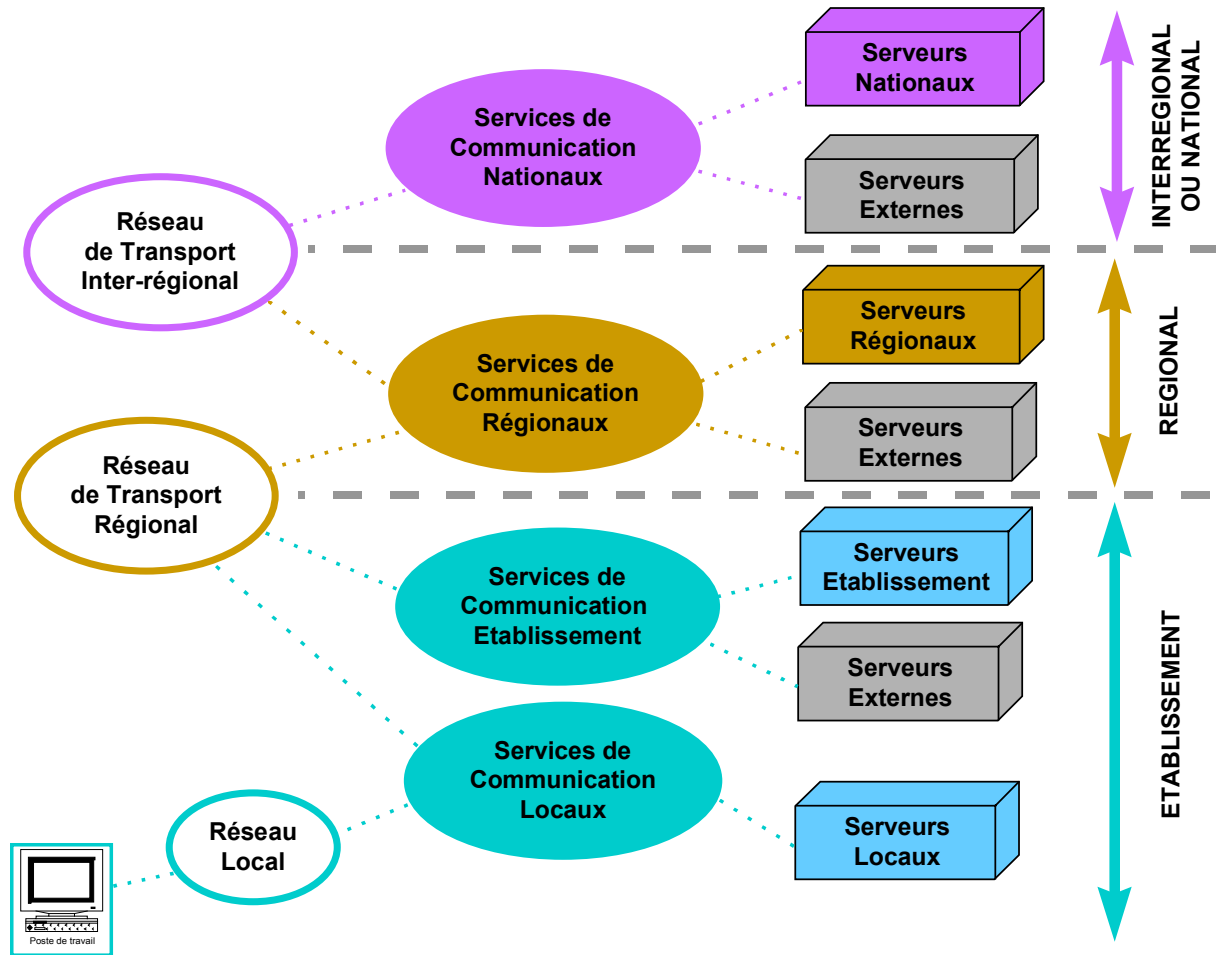 Serveurs
Nationaux
Services de
Communication
Nationaux
Serveurs
Externes
INTERREGIONAL
OU NATIONAL
Réseau
de Transport
Inter-régional
Serveurs
Régionaux
Services de
Communication
Régionaux
Serveurs
Externes
REGIONAL
Réseau
de Transport
Régional
Serveurs
Etablissement
Services de
Communication
Etablissement
Serveurs
Externes
ETABLISSEMENT
Services de
Communication
Locaux
Serveurs
Locaux
Réseau
Local
Poste de travail